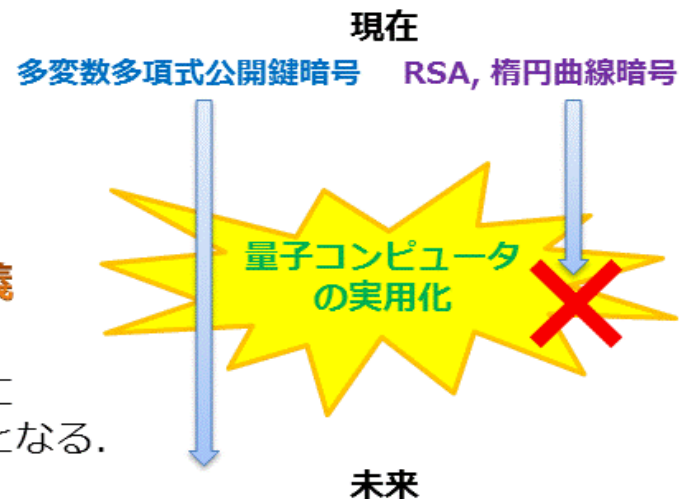 現在
多変数多項式公開鍵暗号 RSA, 楕円曲線暗号
量子コンピュータ
の実用化
となる.
未来